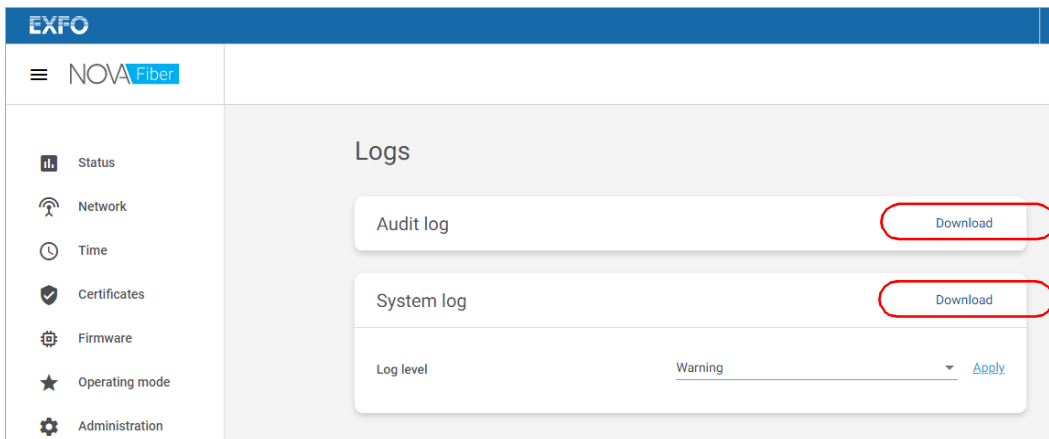 EXFO
NOVA Fiber
Logs
Status
Network
Audit log Download
Time
Certificates
System log Download
Firmware
Log level Warning Apply
Operating mode
Administration